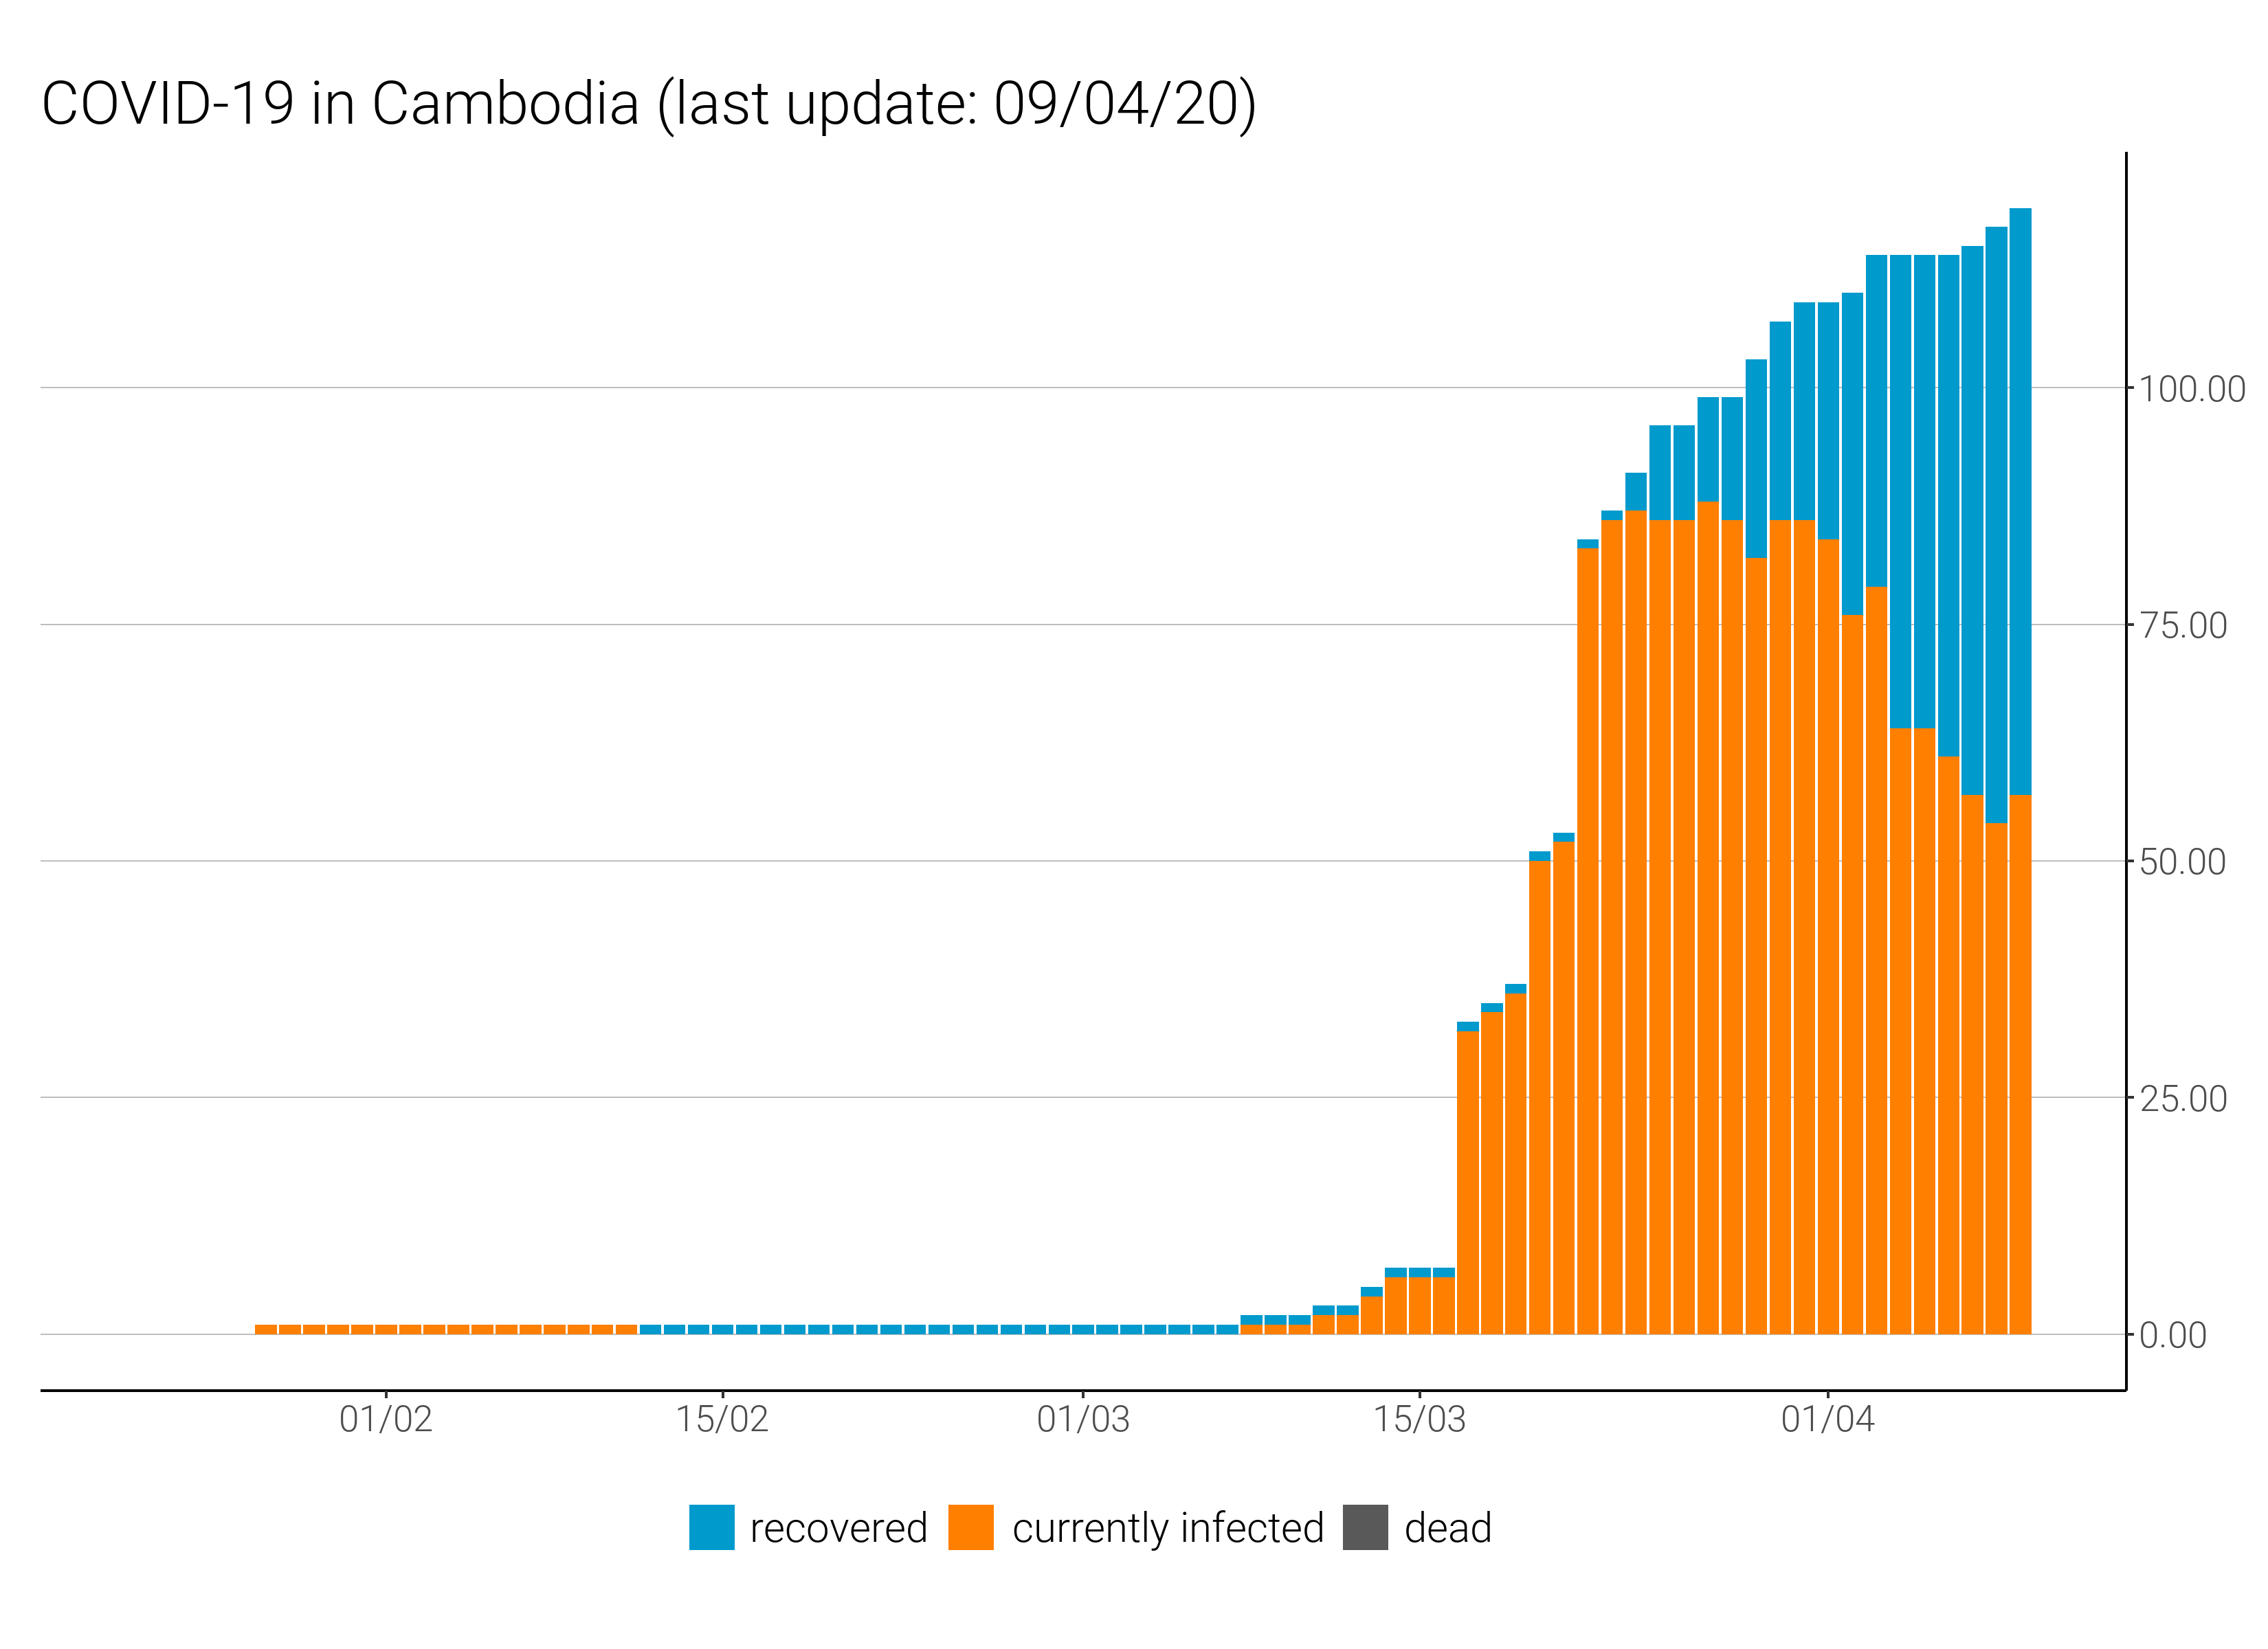 COVID-19 in Cambodia (last update: 09/04/20)
100.00
75.00
50.00
25.00
0.00
01/02 15/02 01/03 15/03 01/04
recovered currently infected dead